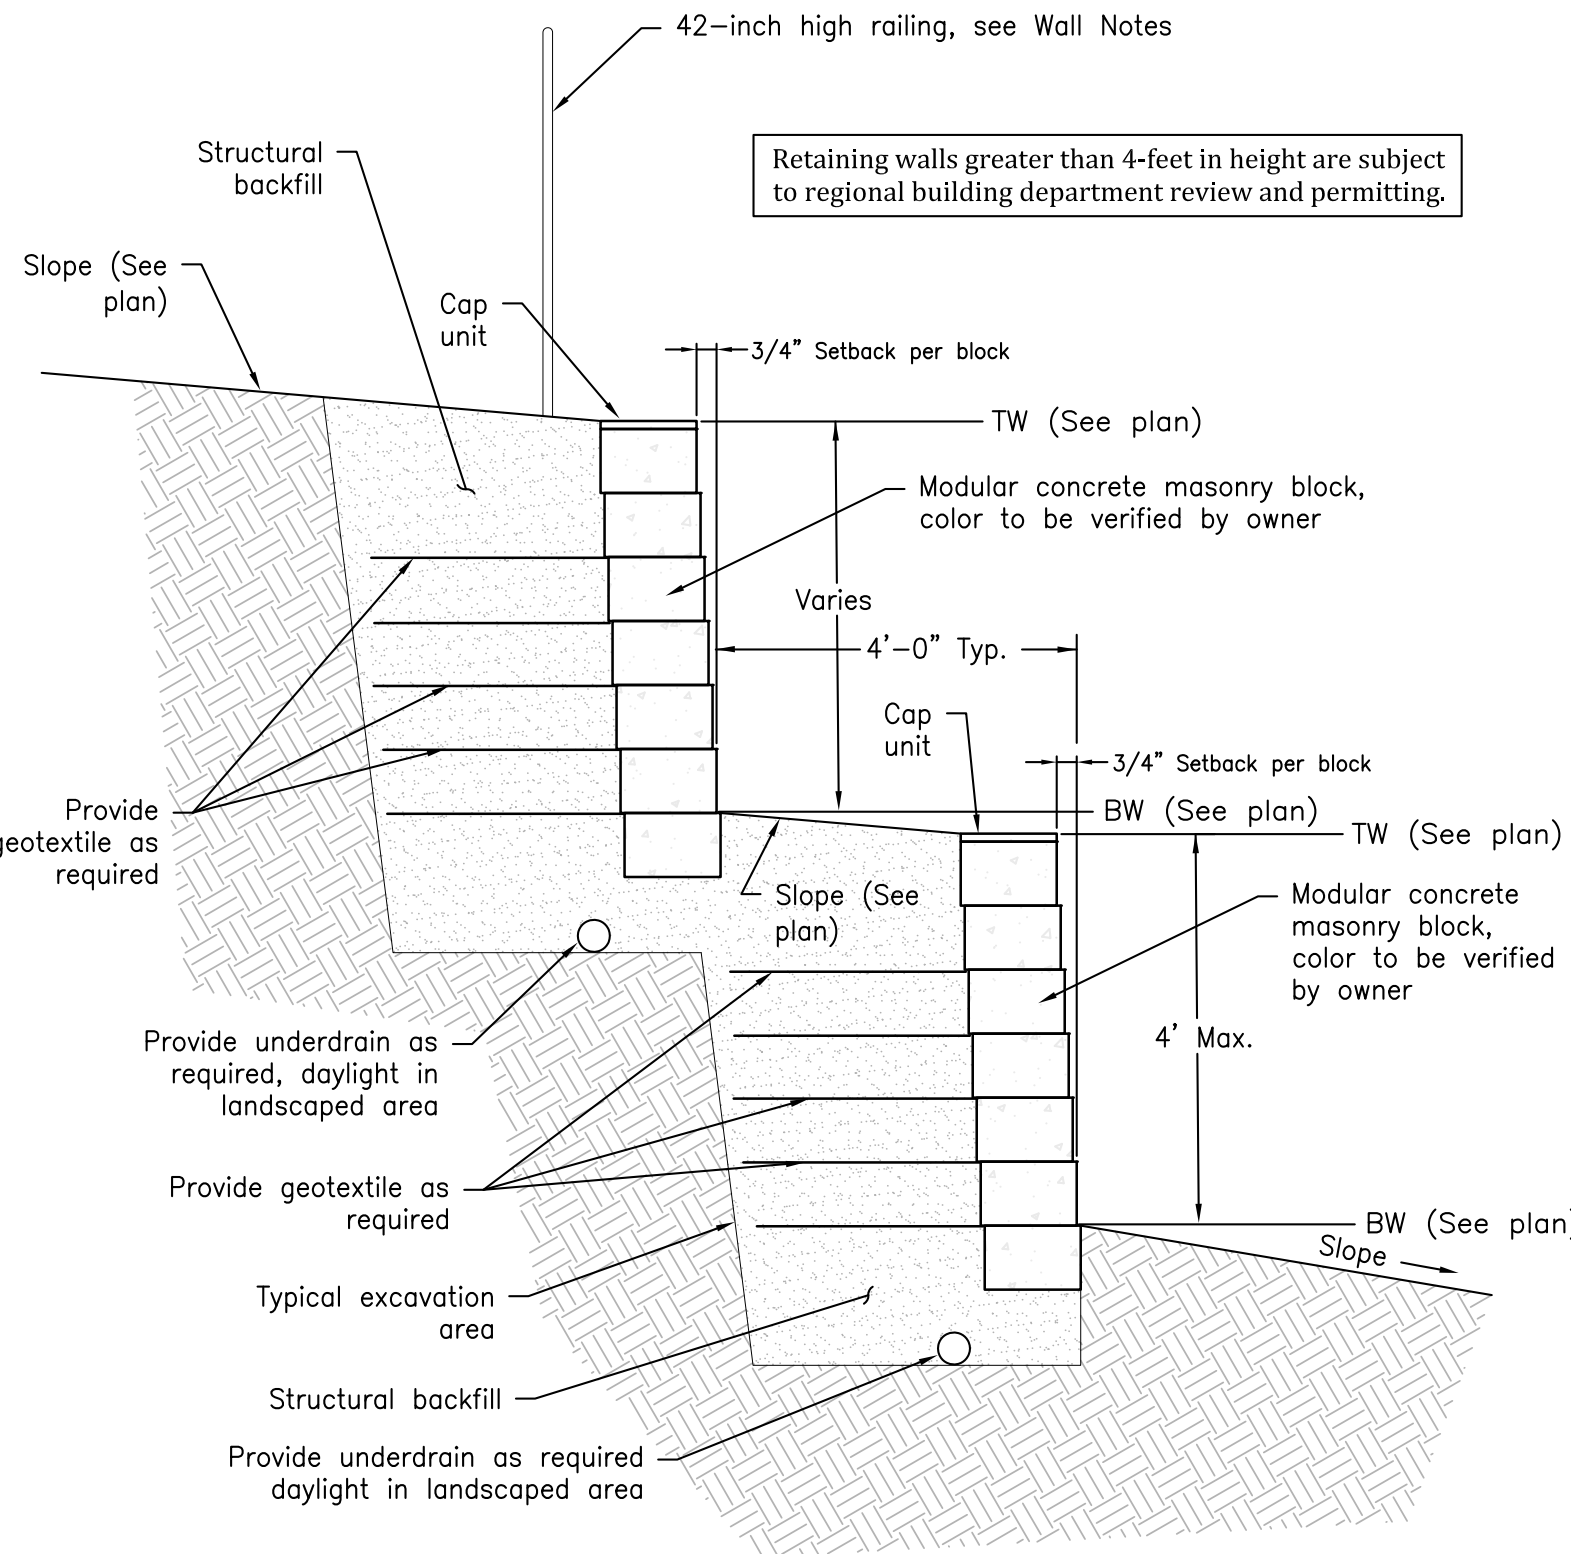 42-inch high railing, see Wall Notes
Structural
backfill
Retaining walls greater than 4-feet in height are subject
to regional building department review and permitting.
Slope (See
plan)
Cap
unit
3/4" Setback per block
TW (See plan)
Modular concrete masonry block,
color to be verified by owner
Varies
4'-0" Typ.
Cap
unit
3/4" Setback per block
Provide
geotextile as
required
BW (See plan)
TW (See plan)
Slope (See
plan)
Modular concrete
masonry block,
color to be verified
by owner
4' Max.
Provide underdrain as
required, daylight in
landscaped area
Provide geotextile as
required
BW (See plan)
Slope
Typical excavation
area
Structural backfill
Provide underdrain as required
daylight in landscaped area